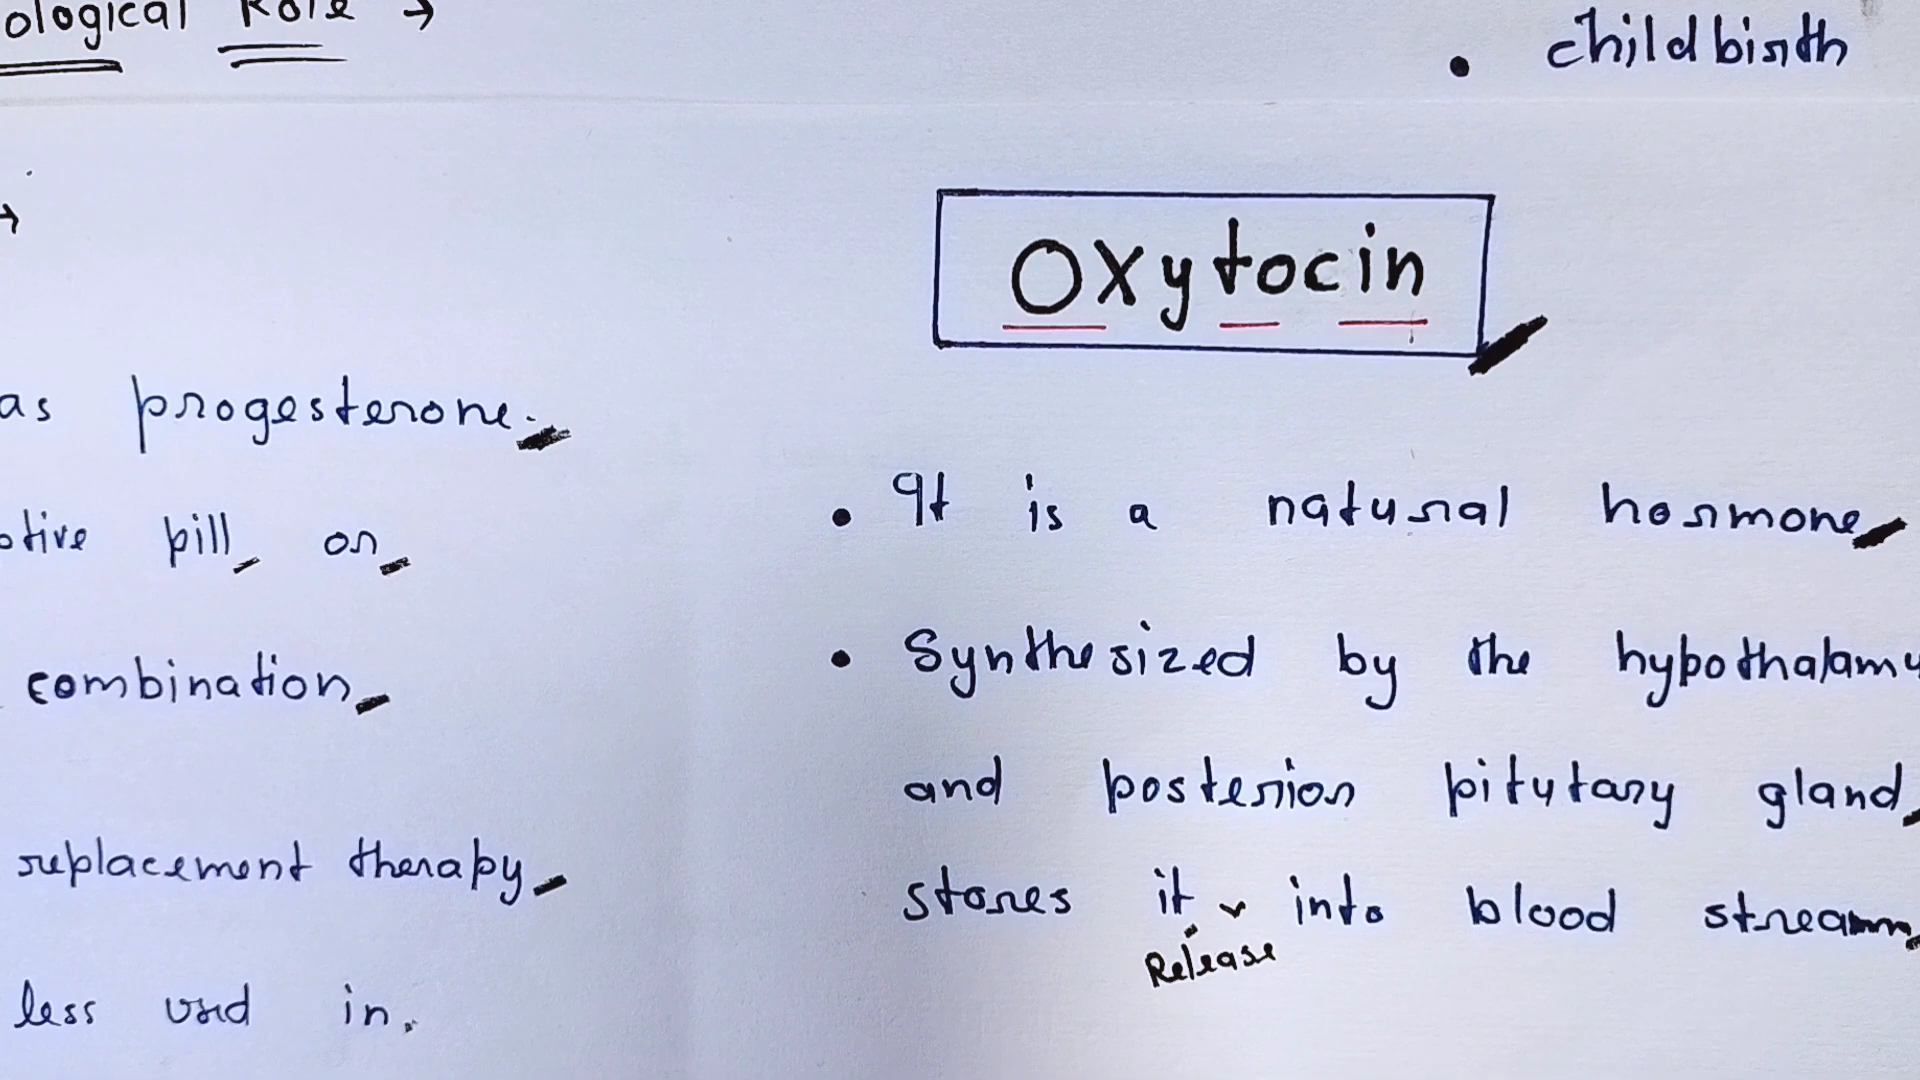 ological Role →
→
as progesterone.
otive pill or
combination
replacement therapy
less used in.
• childbirth
Oxytocin
• It is a natural hormone
• Synthesized by the hypothalamu
and posterior pitutary gland
stores it into blood stream
Release